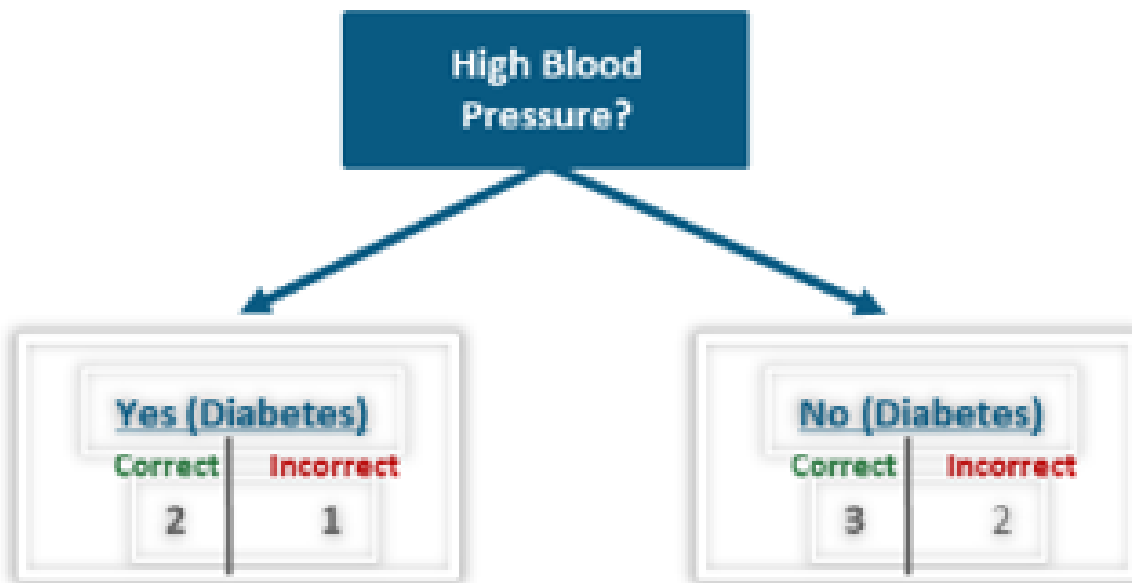 High Blood
Pressure?
Yes (Diabetes)
Correct Incorrect
2 1
No (Diabetes)
Correct Incorrect
3 2